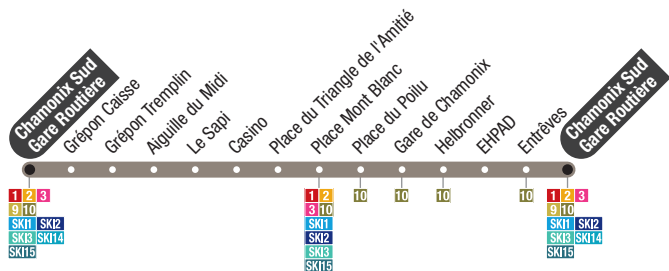 Chamonix Sud
Gare Routière
Grépon Caisse
Grépon Tremplin
Aiguille du Midi
Le Sapi
Casino
Place du Triangle de l'Amitié
Place Mont Blanc
Place du Poilu
Gare de Chamonix
Helbronner
EHPAD
Entrêves
Chamonix Sud
Gare Routière
1 2 3
9 10
SKI1 SKI2
SKI3 SKI14
SKI15
1 2
3 10
SKI1
SKI2
SKI3
SKI15
10
10
10
10
1 2 3
9 10
SKI1 SKI2
SKI3 SKI14
SKI15